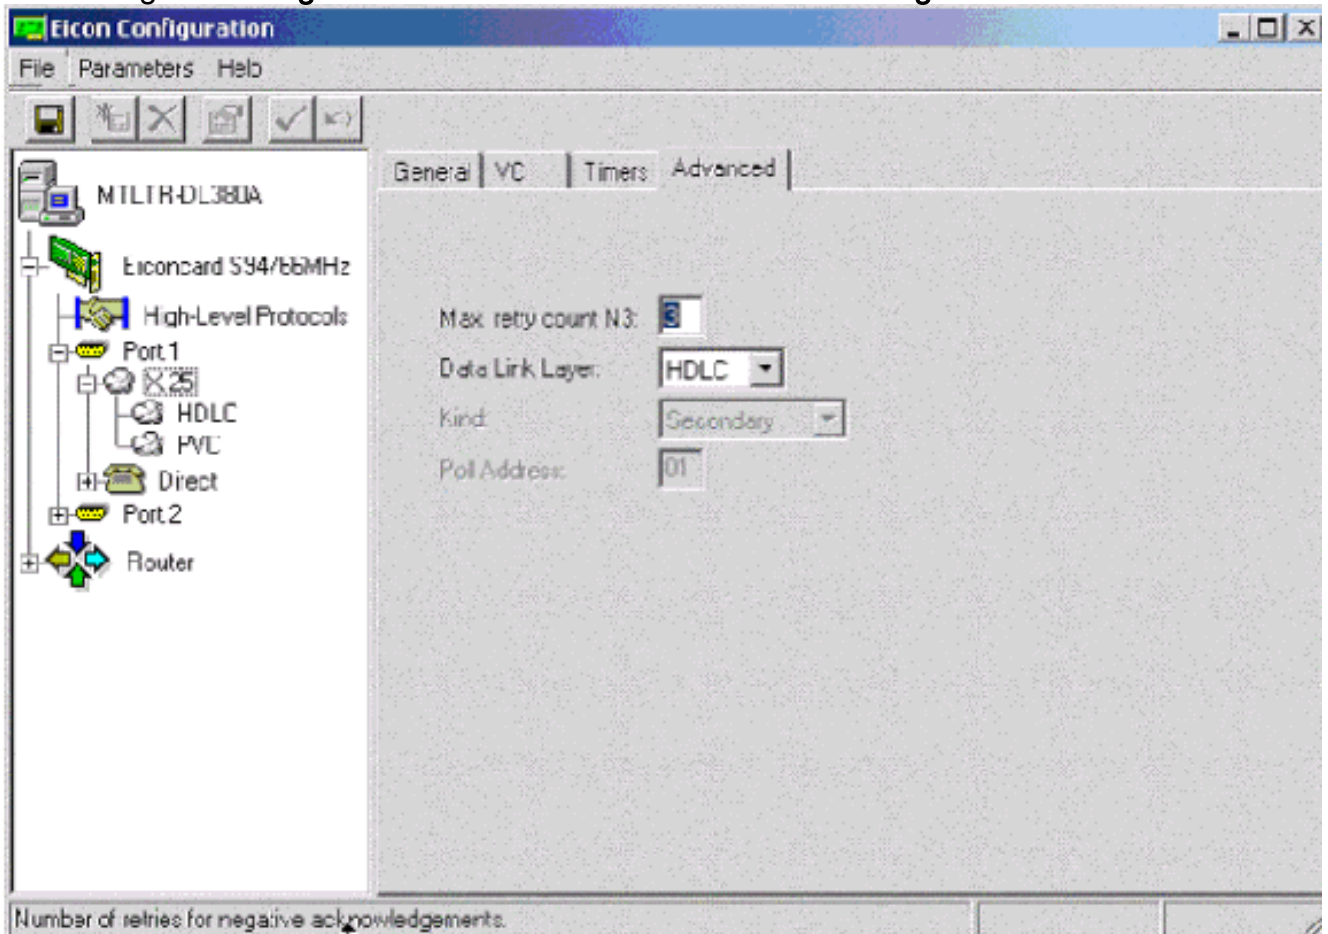 Eicon Configuration
File Parameters Help
General VC Timers Advanced
MTLTR-DL380A
Eiconcard S94/66MHz
High-Level Protocols
Port 1
X.25
HDLC
PVC
Direct
Port 2
Router
Max. retry count N3: 3
Data Link Layer: HDLC
Kind: Secondary
Poll Address: 01
Number of retries for negative acknowledgements.